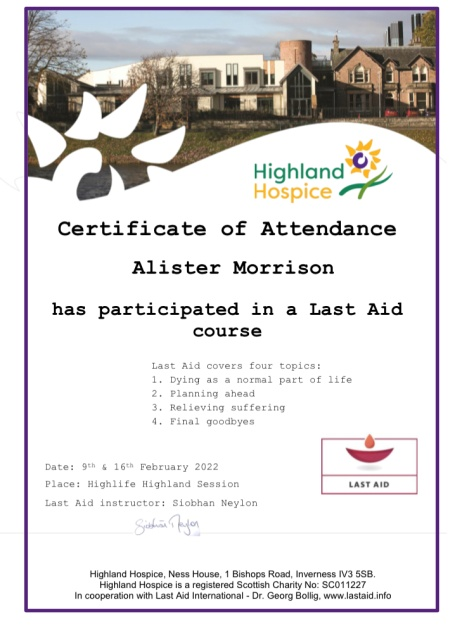 Highland
Hospice
Certificate of Attendance
Alister Morrison
has participated in a Last Aid
course
Last Aid covers four topics:
1. Dying as a normal part of life
2. Planning ahead
3. Relieving suffering
4. Final goodbyes
LAST AID
Date: 9th & 16th February 2022
Place: Highlife Highland Session
Last Aid instructor: Siobhan Neylon
Siobhan Neylon
Highland Hospice, Ness House, 1 Bishops Road, Inverness IV3 5SB.
Highland Hospice is a registered Scottish Charity No: SC011227
In cooperation with Last Aid International - Dr. Georg Bollig, www.lastaid.info